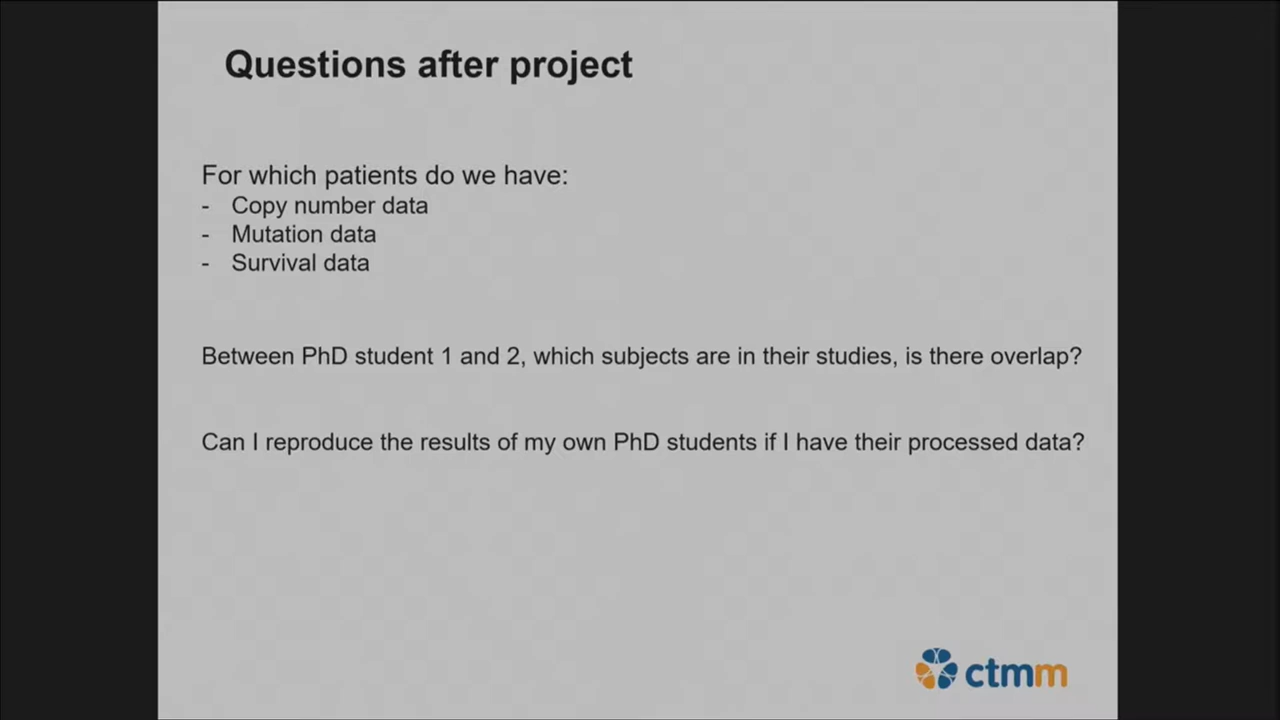 Questions after project
For which patients do we have:
- Copy number data
- Mutation data
- Survival data
Between PhD student 1 and 2, which subjects are in their studies, is there overlap?
Can I reproduce the results of my own PhD students if I have their processed data?
ctmm